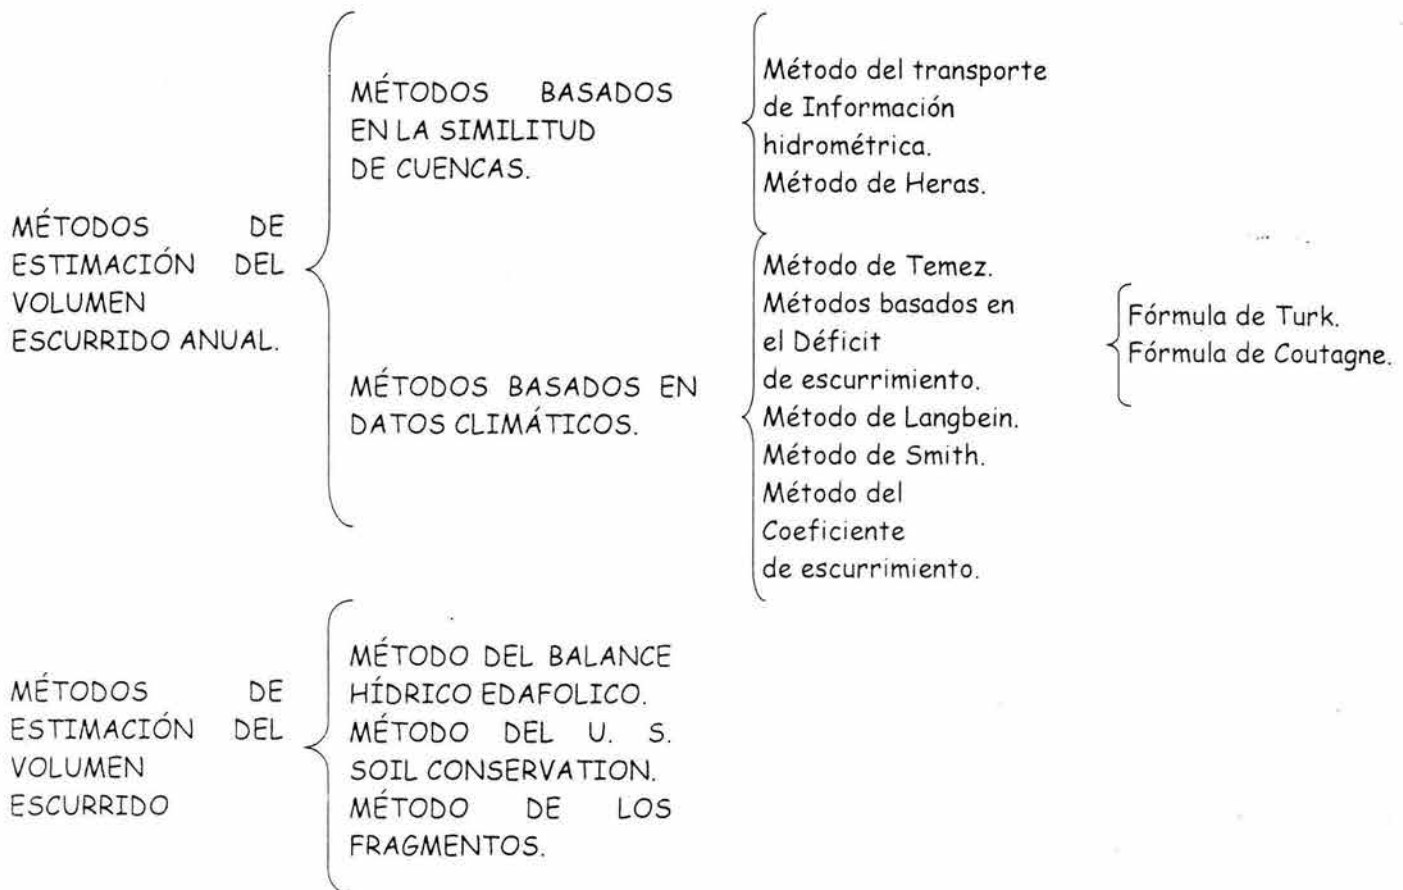 MÉTODOS DE
ESTIMACIÓN DEL
VOLUMEN
ESCURRIDO ANUAL.
MÉTODOS BASADOS
EN LA SIMILITUD
DE CUENCAS.
Método del transporte
de Información
hidrométrica.
Método de Heras.
MÉTODOS BASADOS EN
DATOS CLIMÁTICOS.
Método de Temez.
Métodos basados en
el Déficit
de escurrimiento.
Método de Langbein.
Método de Smith.
Método del
Coeficiente
de escurrimiento.
Fórmula de Turk.
Fórmula de Coutagne.
MÉTODOS DE
ESTIMACIÓN DEL
VOLUMEN
ESCURRIDO
MÉTODO DEL BALANCE
HÍDRICO EDAFOLICO.
MÉTODO DEL U. S.
SOIL CONSERVATION.
MÉTODO DE LOS
FRAGMENTOS.